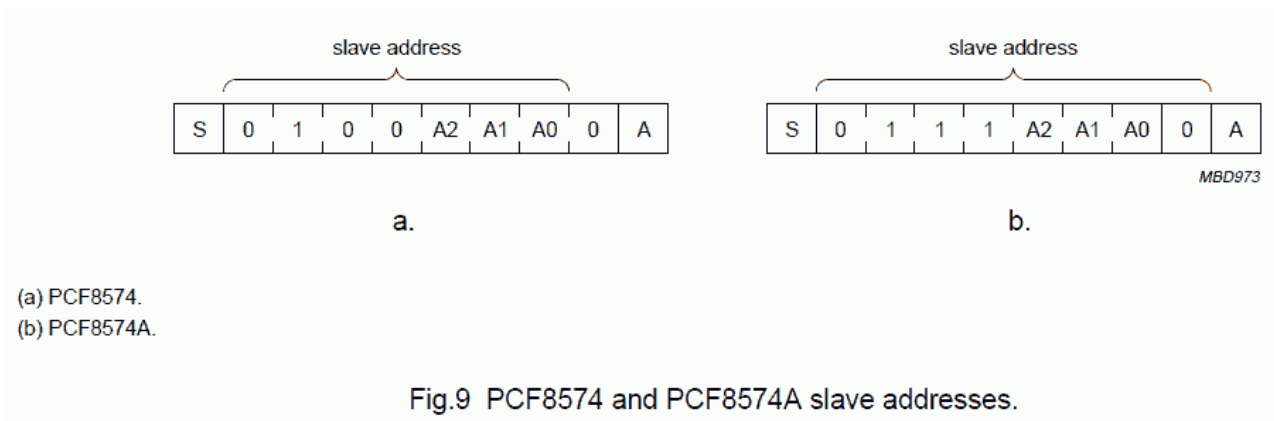 slave address
S 0 1 0 0 A2 A1 A0 0 A
a.
slave address
S 0 1 1 1 A2 A1 A0 0 A
MBD973
b.
(a) PCF8574.
(b) PCF8574A.
Fig.9 PCF8574 and PCF8574A slave addresses.